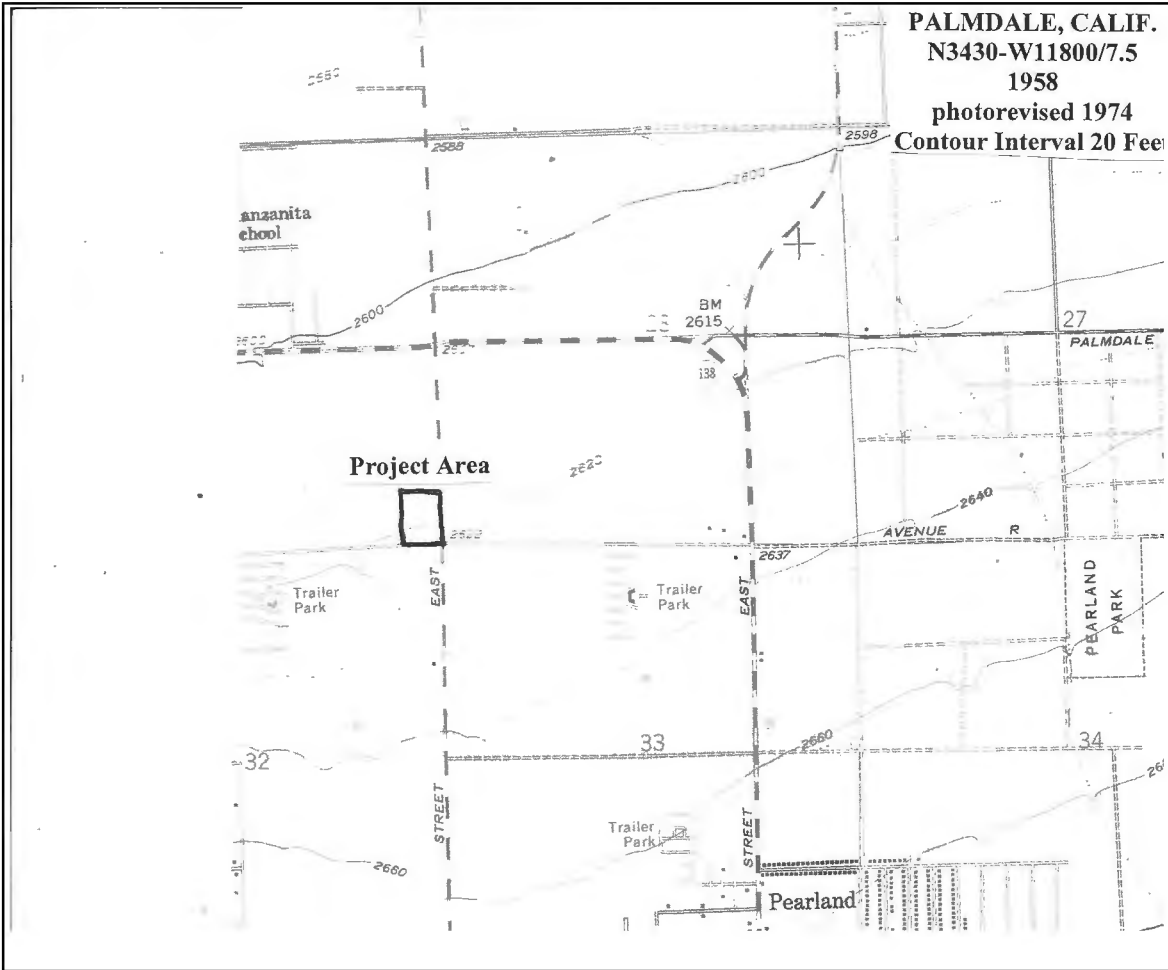 PALMDALE, CALIF.
N3430-W11800/7.5
1958
photorevised 1974
Contour Interval 20 Feet
2580
2588
2598
2600
anzanita
chool
2600
BM
2615
27
PALMDALE
138
Project Area
2620
2640
AVENUE R
2637
EAST
EAST
Trailer
Park
Trailer
Park
PEARLAND
PARK
32
33
34
2660
STREET
STREET
Trailer
Park
2660
Pearland